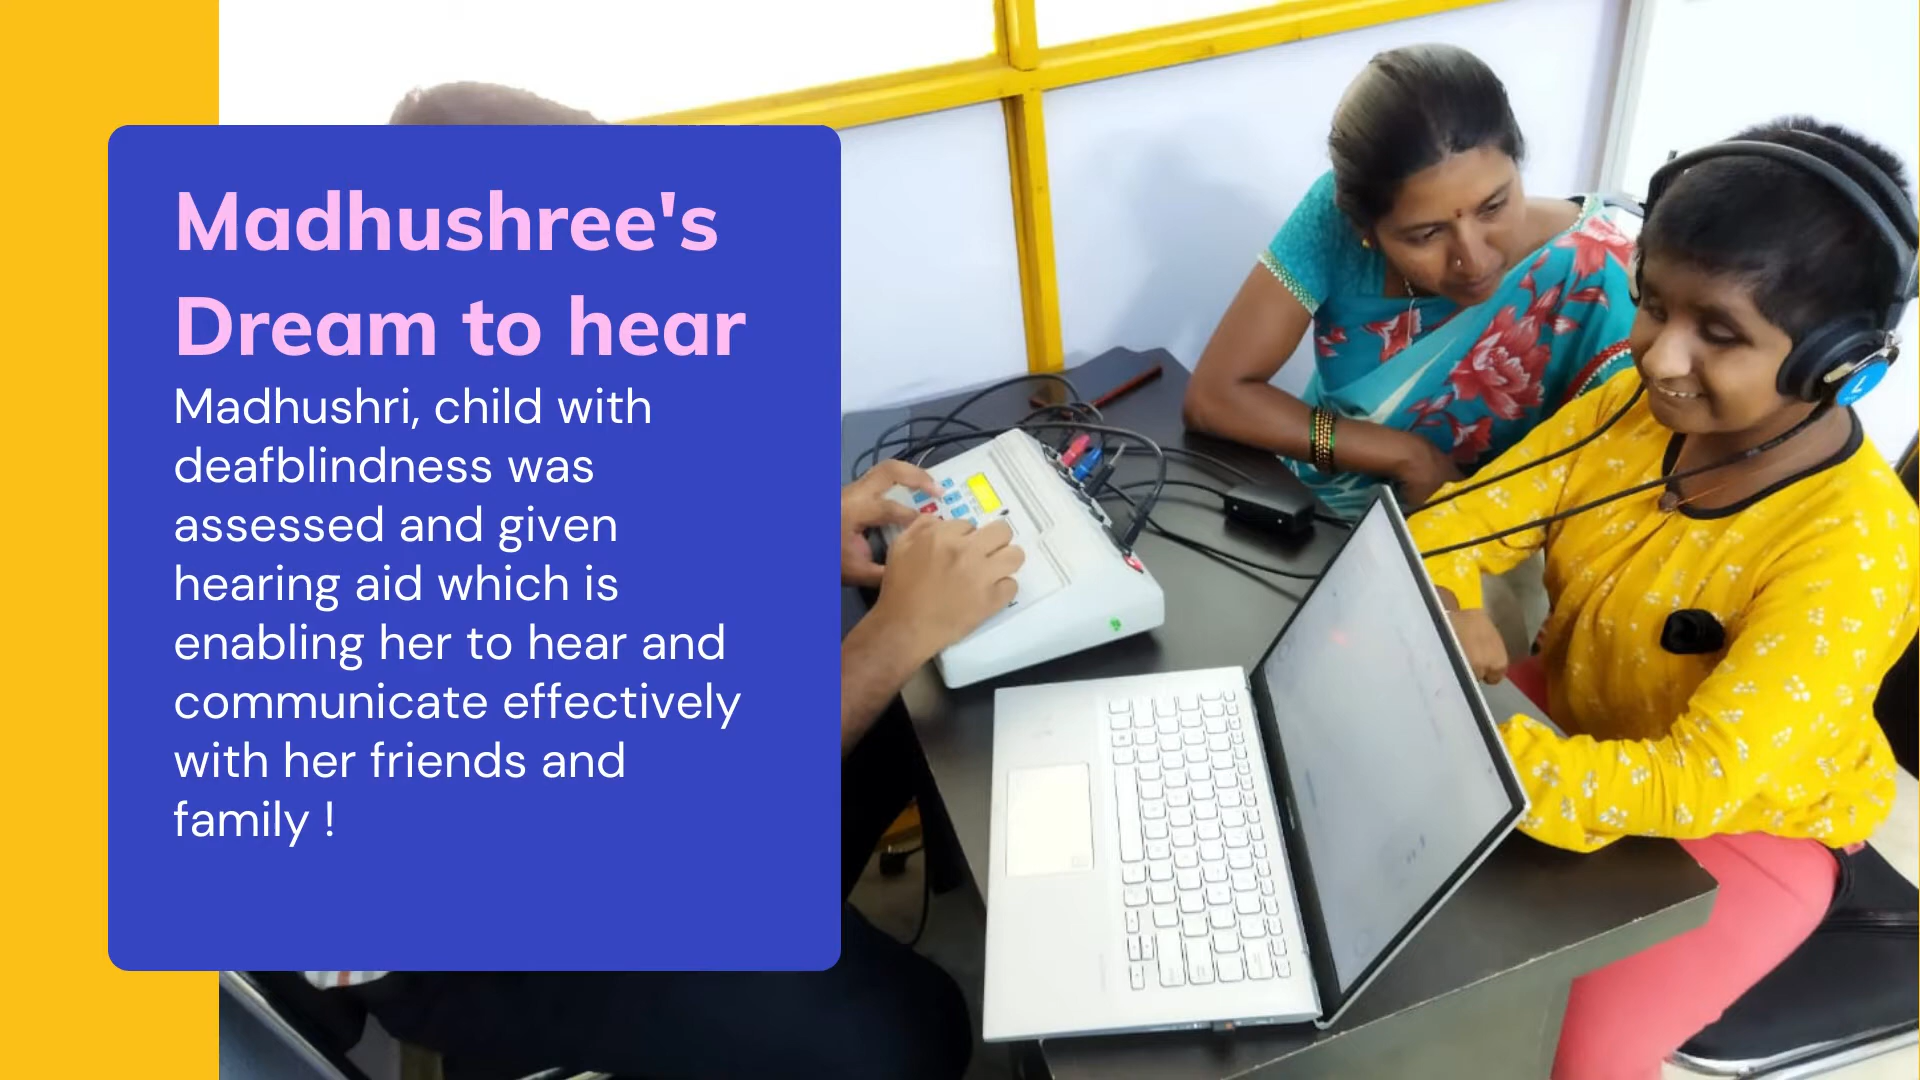 Madhushree's
Dream to hear
Madhushri, child with
deafblindness was
assessed and given
hearing aid which is
enabling her to hear and
communicate effectively
with her friends and
family !
L